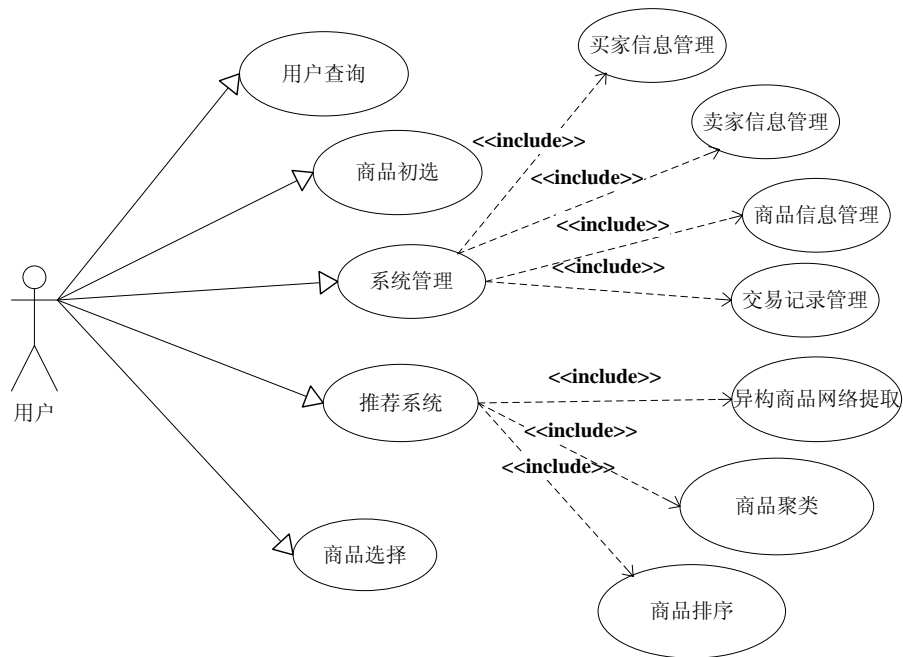 买家信息管理
用户查询
卖家信息管理
<<include>>
商品初选
<<include>>
商品信息管理
<<include>>
<<include>>
系统管理
交易记录管理
<<include>>
异构商品网络提取
推荐系统
用户
<<include>>
<<include>>
商品聚类
商品选择
商品排序